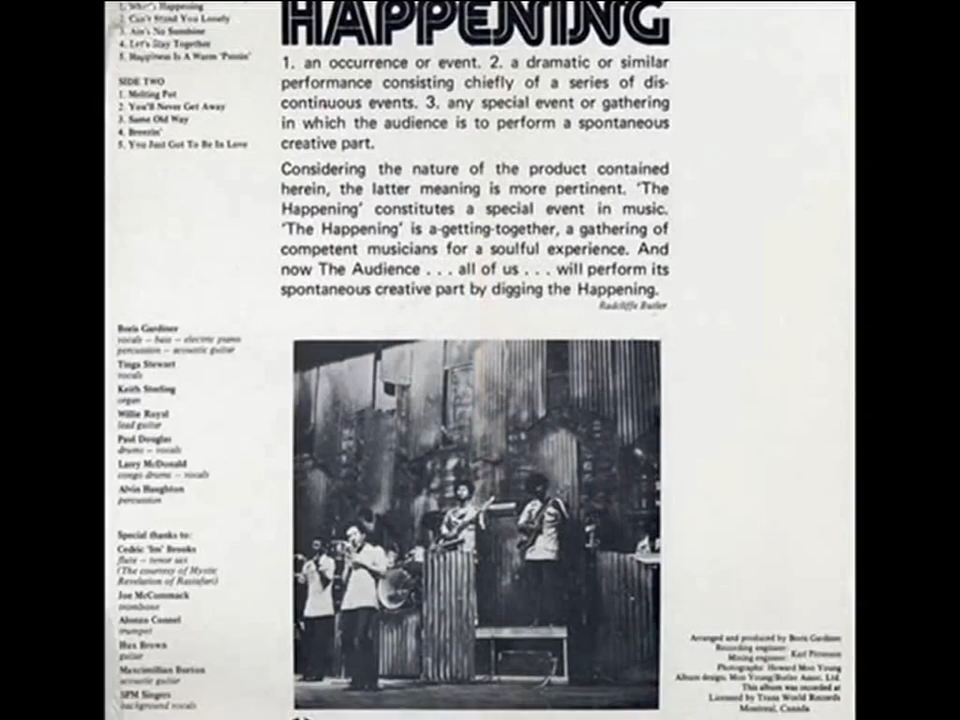 HAPPENING
1. What's Happening
2. Can't Stand You Lonely
3. Ain't No Sunshine
4. Let's Stay Together
5. Happiness Is A Warm 'Pussin'
SIDE TWO
1. Melting Pot
2. You'll Never Get Away
3. Same Old Way
4. Breezin'
5. You Just Got To Be In Love
1. an occurrence or event. 2. a dramatic or similar
performance consisting chiefly of a series of dis-
continuous events. 3. any special event or gathering
in which the audience is to perform a spontaneous
creative part.
Considering the nature of the product contained
herein, the latter meaning is more pertinent. 'The
Happening' constitutes a special event in music.
'The Happening' is a-getting-together, a gathering of
competent musicians for a soulful experience. And
now The Audience . . . all of us . . . will perform its
spontaneous creative part by digging the Happening.
Radcliffe Butler
Boris Gardiner
vocals – bass – electric piano
percussion – acoustic guitar
Tinga Stewart
vocals
Keith Sterling
organ
Willie Royal
lead guitar
Paul Douglas
drums – vocals
Larry McDonald
congo drums – vocals
Alvin Haughton
percussion
Special thanks to:
Cedric 'Im' Brooks
flute – tenor sax
(The courtesy of Mystic
Revelation of Rastafari)
Joe McCormack
trombone
Alonzo Connel
trumpet
Hux Brown
guitar
Maximillian Burton
acoustic guitar
SPM Singers
background vocals
Arranged and produced by Boris Gardiner
Recording engineer:
Mixing engineer: Karl Pitterson
Photography: Howard Moo Young
Album design: Moo Young/Butler Assoc. Ltd.
This album was recorded at
Licensed by Trans World Records
Montreal, Canada